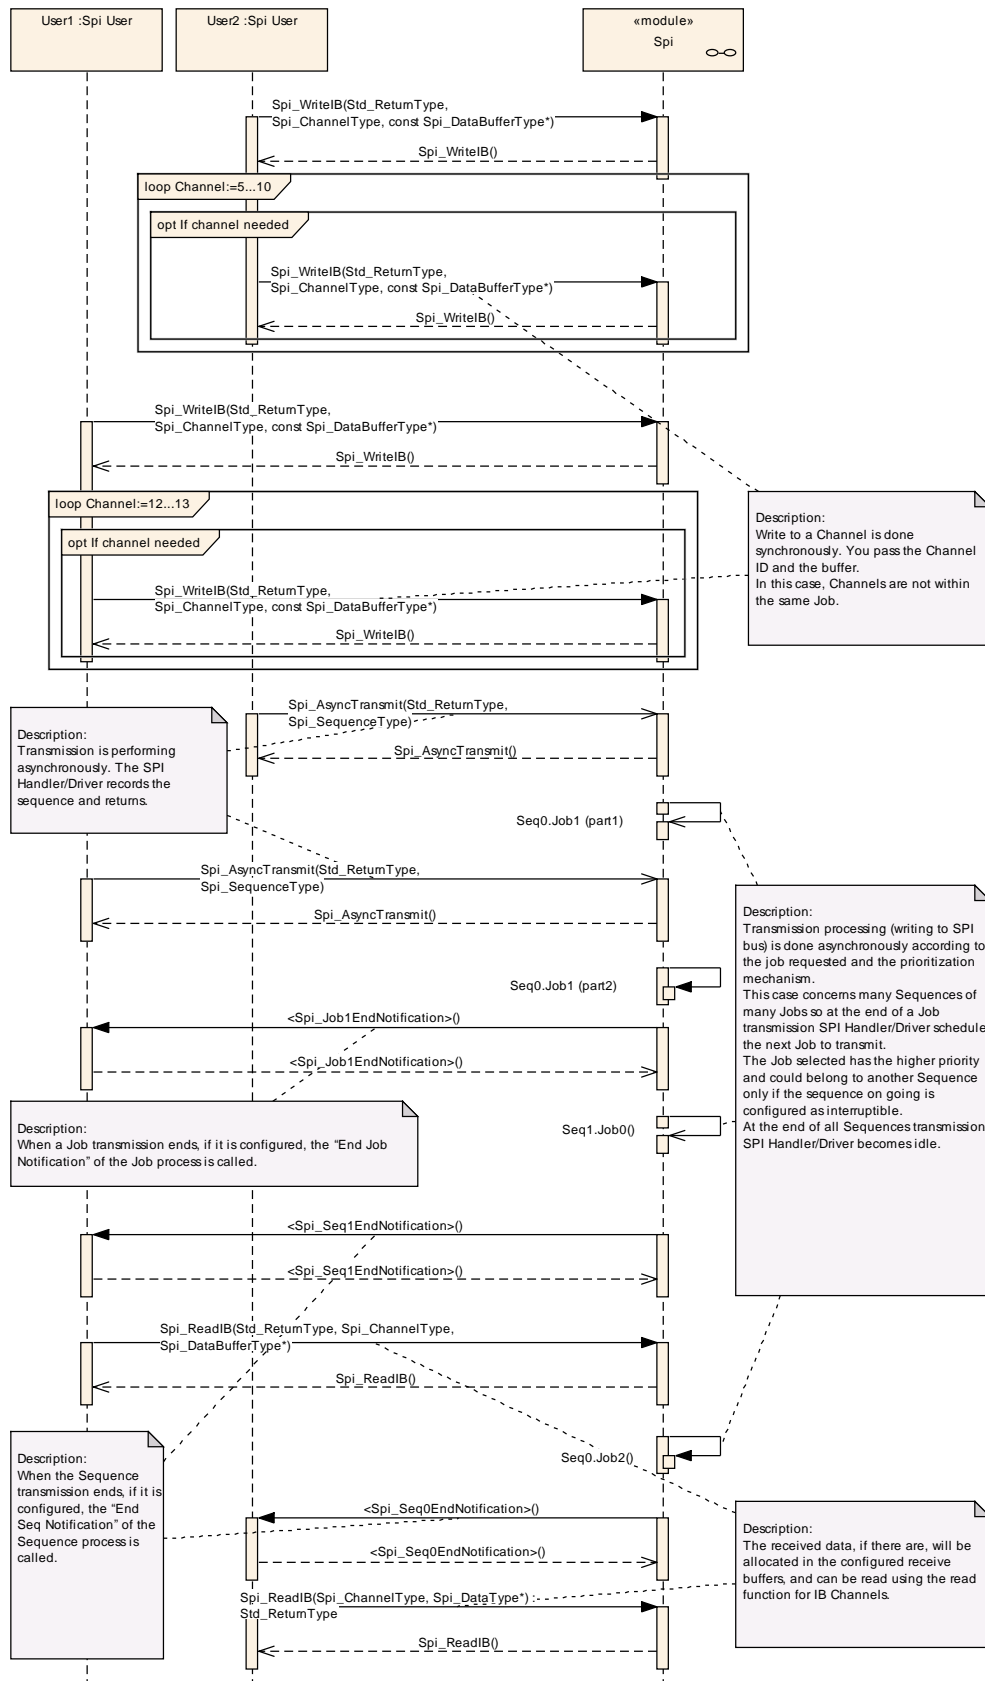 User1 :Spi User
User2 :Spi User
«module»
Spi
Spi_WriteIB(Std_ReturnType,
Spi_ChannelType, const Spi_DataBufferType*)
Spi_WriteIB()
loop Channel:=5...10
opt If channel needed
Spi_WriteIB(Std_ReturnType,
Spi_ChannelType, const Spi_DataBufferType*)
Spi_WriteIB()
Spi_WriteIB(Std_ReturnType,
Spi_ChannelType, const Spi_DataBufferType*)
Spi_WriteIB()
loop Channel:=12...13
opt If channel needed
Spi_WriteIB(Std_ReturnType,
Spi_ChannelType, const Spi_DataBufferType*)
Spi_WriteIB()
Description:
Write to a Channel is done
synchronously. You pass the Channel
ID and the buffer.
In this case, Channels are not within
the same Job.
Spi_AsyncTransmit(Std_ReturnType,
Spi_SequenceType)
Spi_AsyncTransmit()
Description:
Transmission is performing
asynchronously. The SPI
Handler/Driver records the
sequence and returns.
Seq0.Job1 (part1)
Spi_AsyncTransmit(Std_ReturnType,
Spi_SequenceType)
Spi_AsyncTransmit()
Description:
Transmission processing (writing to SPI
bus) is done asynchronously according to
the job requested and the prioritization
mechanism.
This case concerns many Sequences of
many Jobs so at the end of a Job
transmission SPI Handler/Driver schedule
the next Job to transmit.
The Job selected has the higher priority
and could belong to another Sequence
only if the sequence on going is
configured as interruptible.
At the end of all Sequences transmission
SPI Handler/Driver becomes idle.
Seq0.Job1 (part2)
<Spi_Job1EndNotification>()
<Spi_Job1EndNotification>()
Description:
When a Job transmission ends, if it is configured, the “End Job
Notification” of the Job process is called.
Seq1.Job0()
<Spi_Seq1EndNotification>()
<Spi_Seq1EndNotification>()
Spi_ReadIB(Std_ReturnType, Spi_ChannelType,
Spi_DataBufferType*)
Spi_ReadIB()
Description:
When the Sequence
transmission ends, if it is
configured, the “End
Seq Notification” of the
Sequence process is
called.
Seq0.Job2()
<Spi_Seq0EndNotification>()
<Spi_Seq0EndNotification>()
Description:
The received data, if there are, will be
allocated in the configured receive
buffers, and can be read using the read
function for IB Channels.
Spi_ReadIB(Spi_ChannelType, Spi_DataType*) :
Std_ReturnType
Spi_ReadIB()